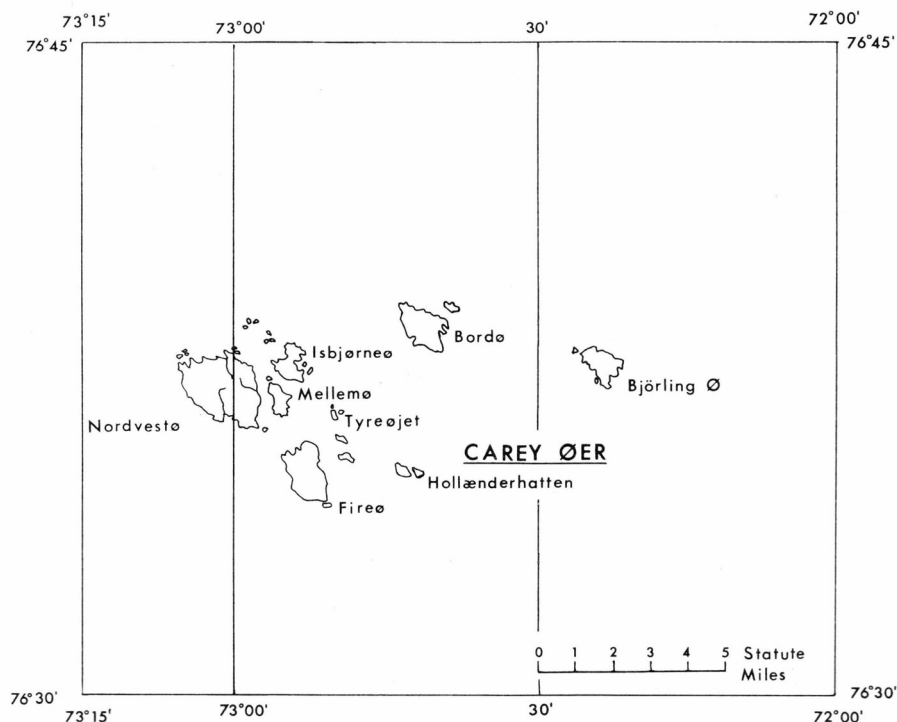 73°15'
73°00'
30'
72°00'
76°45'
76°45'
Isbjørneø
Bordø
Mellemø
Björling Ø
Nordvestø
Tyreøjet
CAREY ØER
Hollænderhatten
Fireø
0 1 2 3 4 5 Statute
Miles
76°30'
76°30'
73°15'
73°00'
30'
72°00'